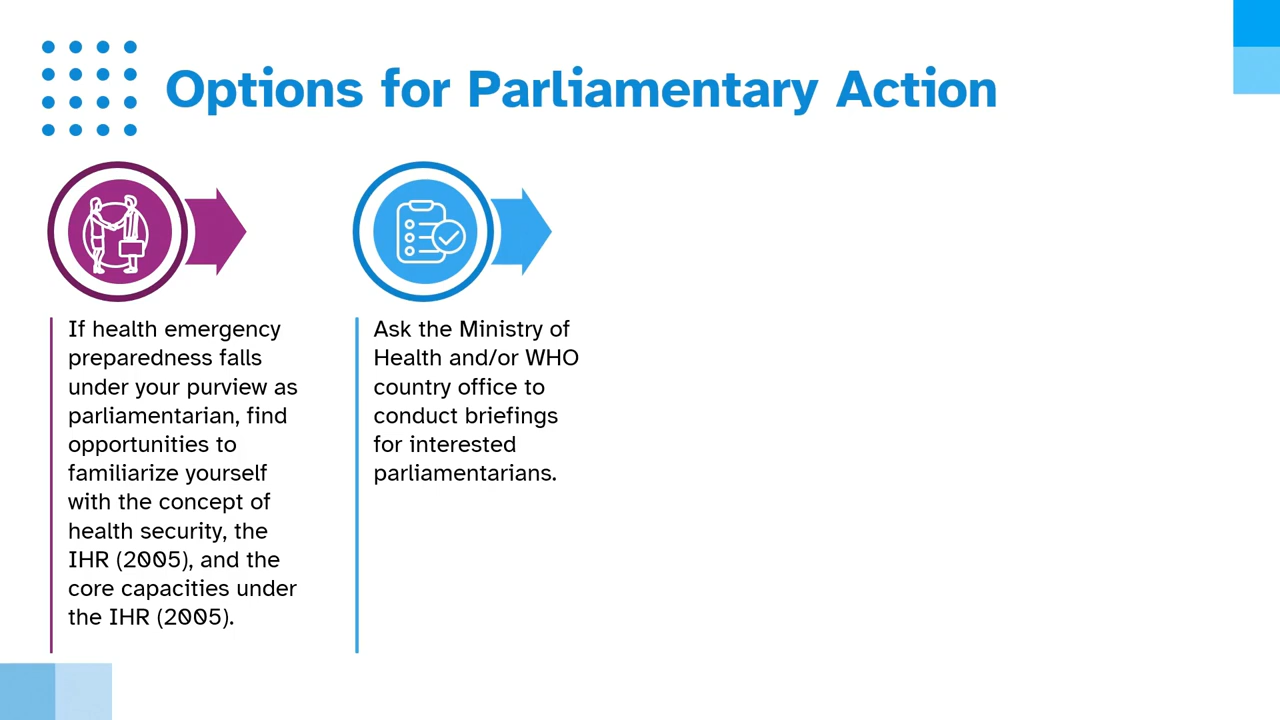 Options for Parliamentary Action
If health emergency
preparedness falls
under your purview as
parliamentarian, find
opportunities to
familiarize yourself
with the concept of
health security, the
IHR (2005), and the
core capacities under
the IHR (2005).
Ask the Ministry of
Health and/or WHO
country office to
conduct briefings
for interested
parliamentarians.